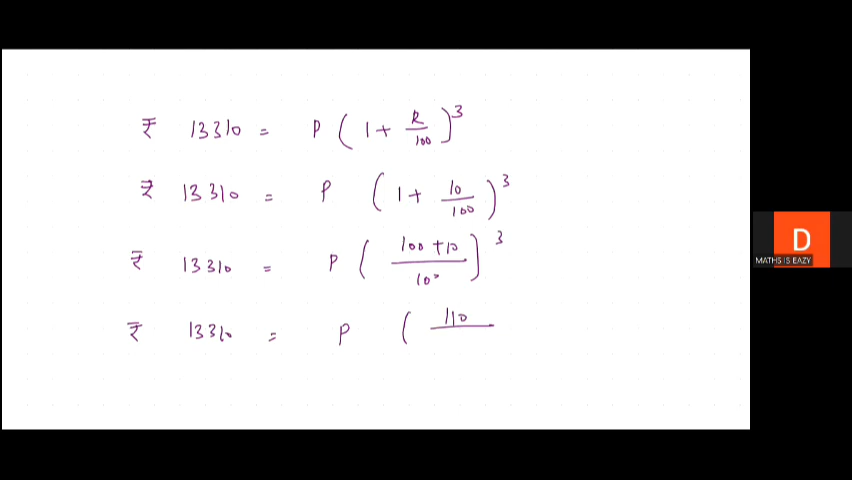 ₹ 13310 = P ( 1 + R/100 )^3
₹ 13310 = P ( 1 + 10/100 )^3
₹ 13310 = P ( 100 + 10/100 )^3
₹ 13310 = P ( 110
D
MATHS IS EAZY